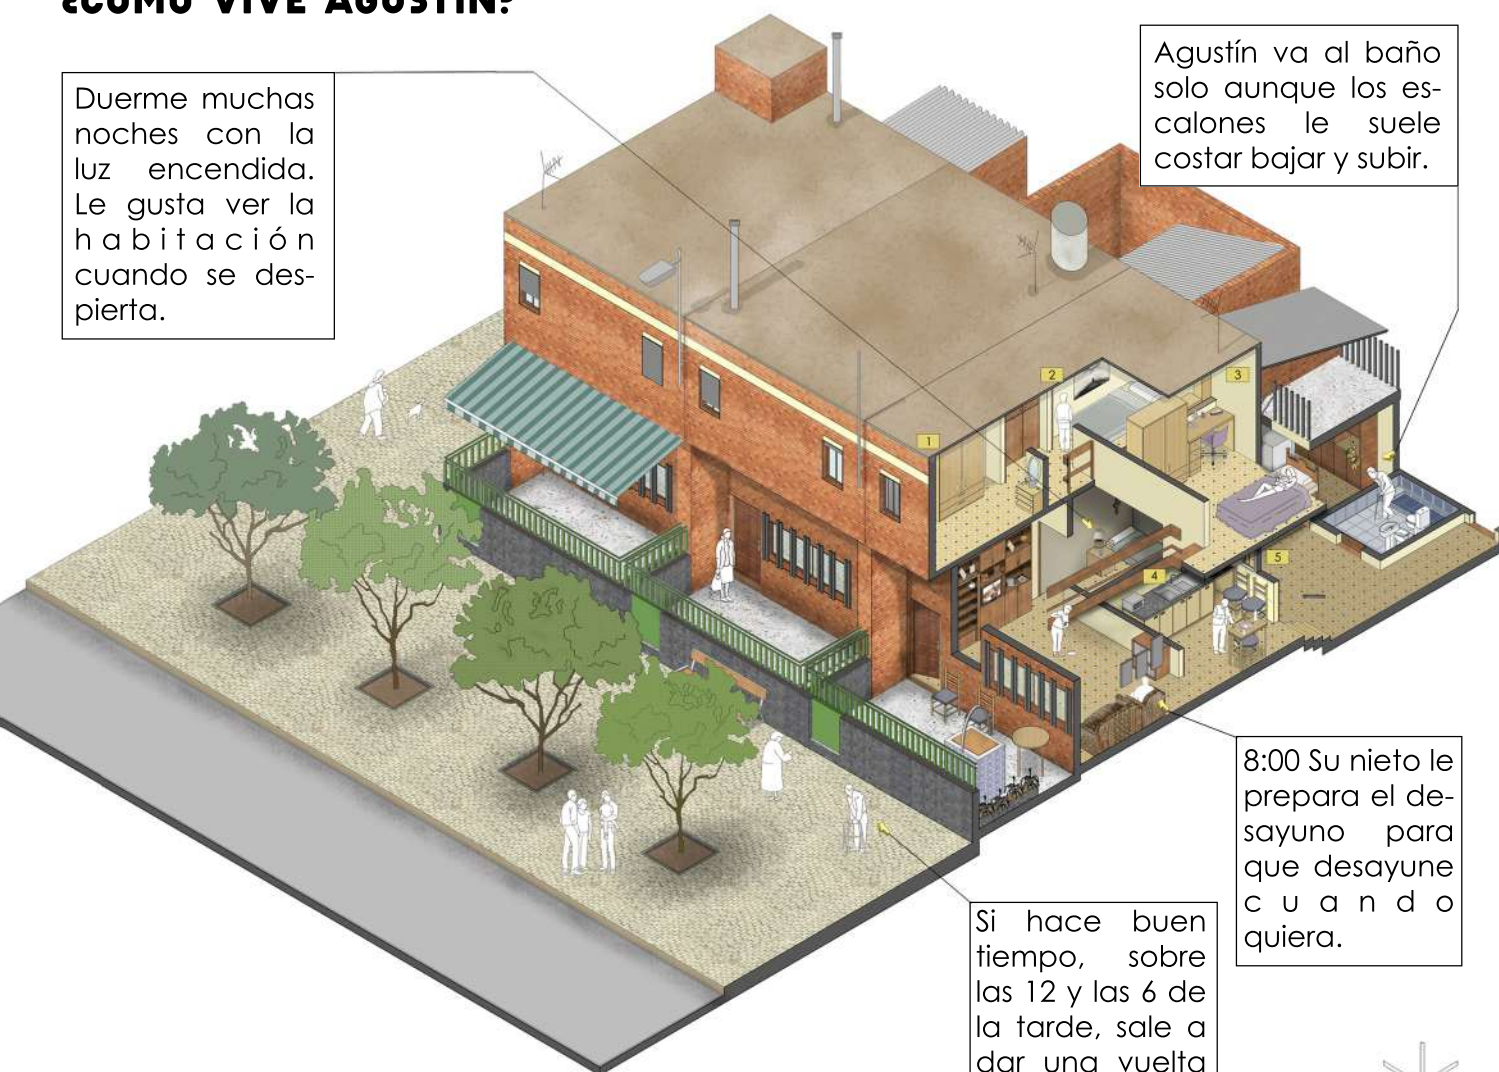 ¿CÓMO VIVE AGUSTÍN?
Duerme muchas
noches con la
luz encendida.
Le gusta ver la
habitación
cuando se des-
pierta.
Agustín va al baño
solo aunque los es-
calones le suele
costar bajar y subir.
1
2
3
4
5
8:00 Su nieto le
prepara el de-
sayuno para
que desayune
cuando
quiera.
Si hace buen
tiempo, sobre
las 12 y las 6 de
la tarde, sale a
dar una vuelta